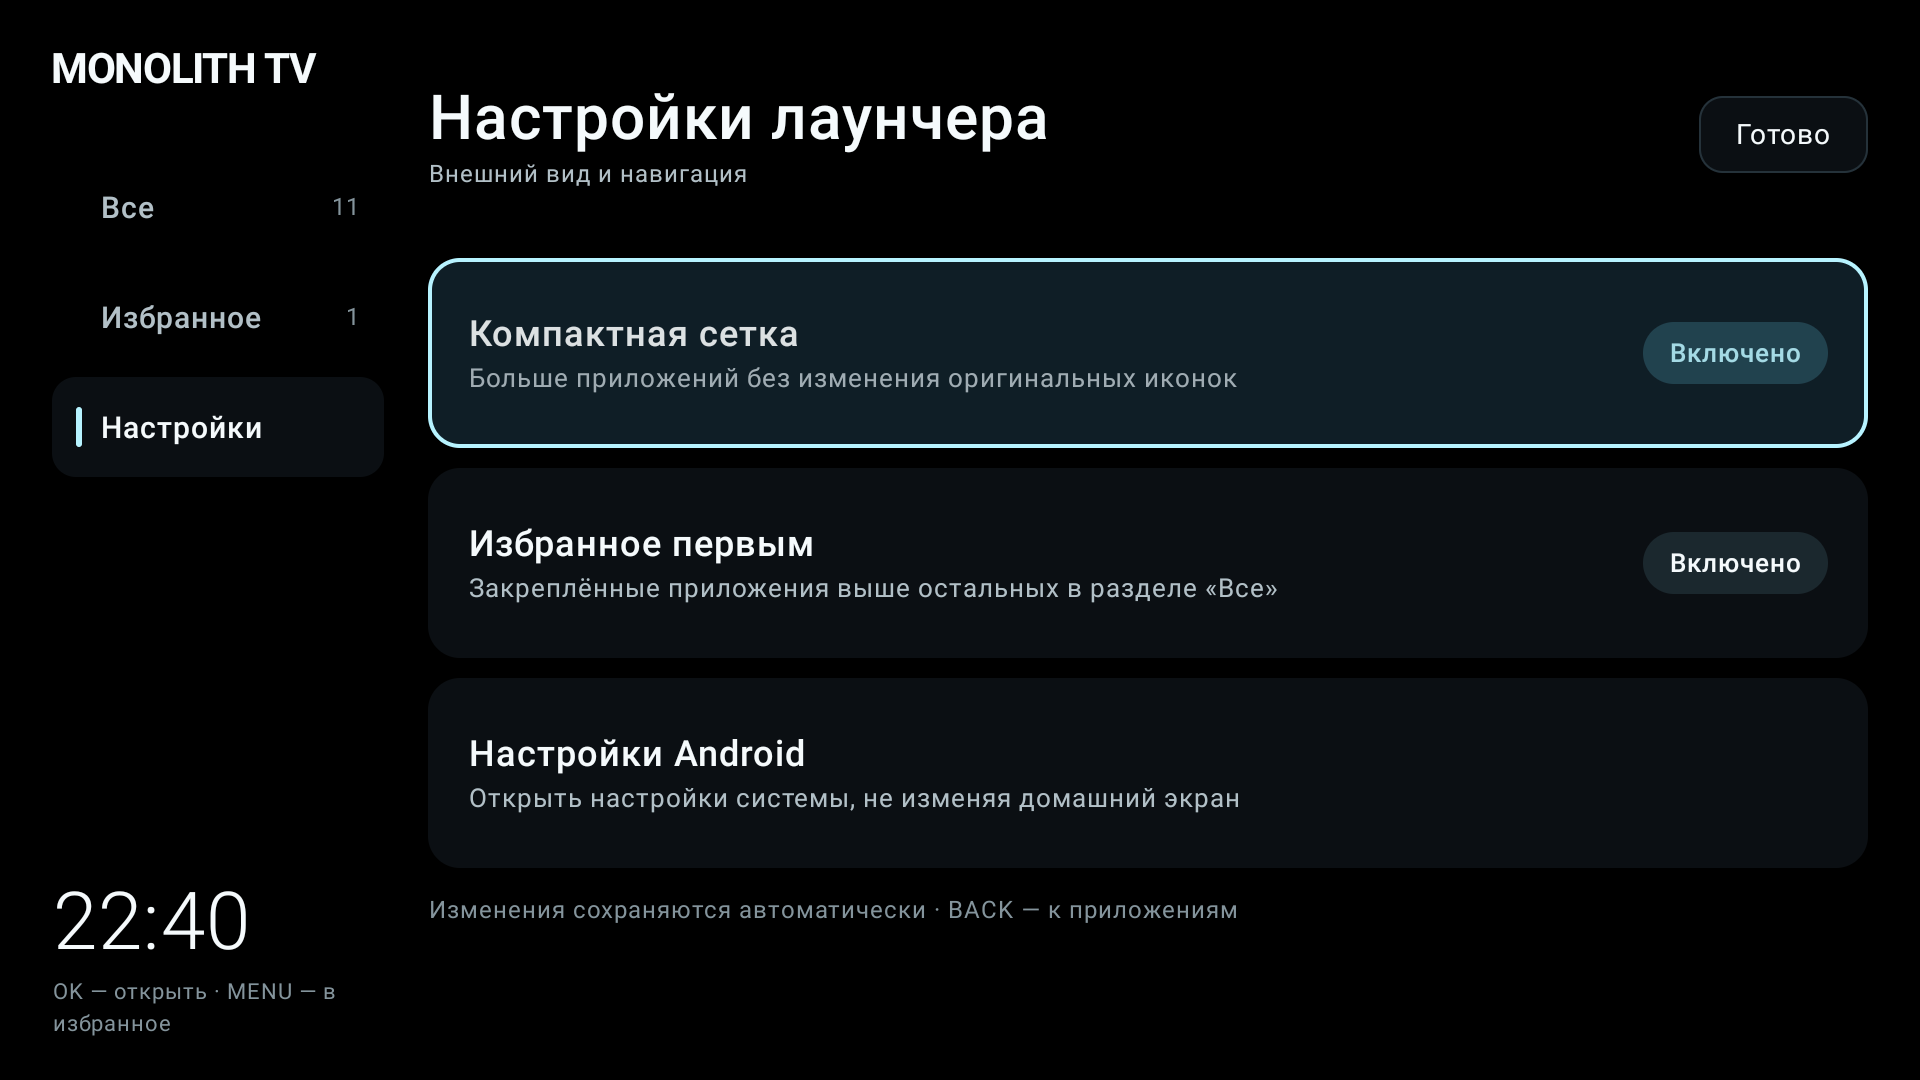 MONOLITH TV
Все 11
Избранное 1
Настройки
22:40
OK — открыть · MENU — в
избранное
Настройки лаунчера
Внешний вид и навигация
Готово
Компактная сетка
Больше приложений без изменения оригинальных иконок
Включено
Избранное первым
Закреплённые приложения выше остальных в разделе «Все»
Включено
Настройки Android
Открыть настройки системы, не изменяя домашний экран
Изменения сохраняются автоматически · BACK — к приложениям